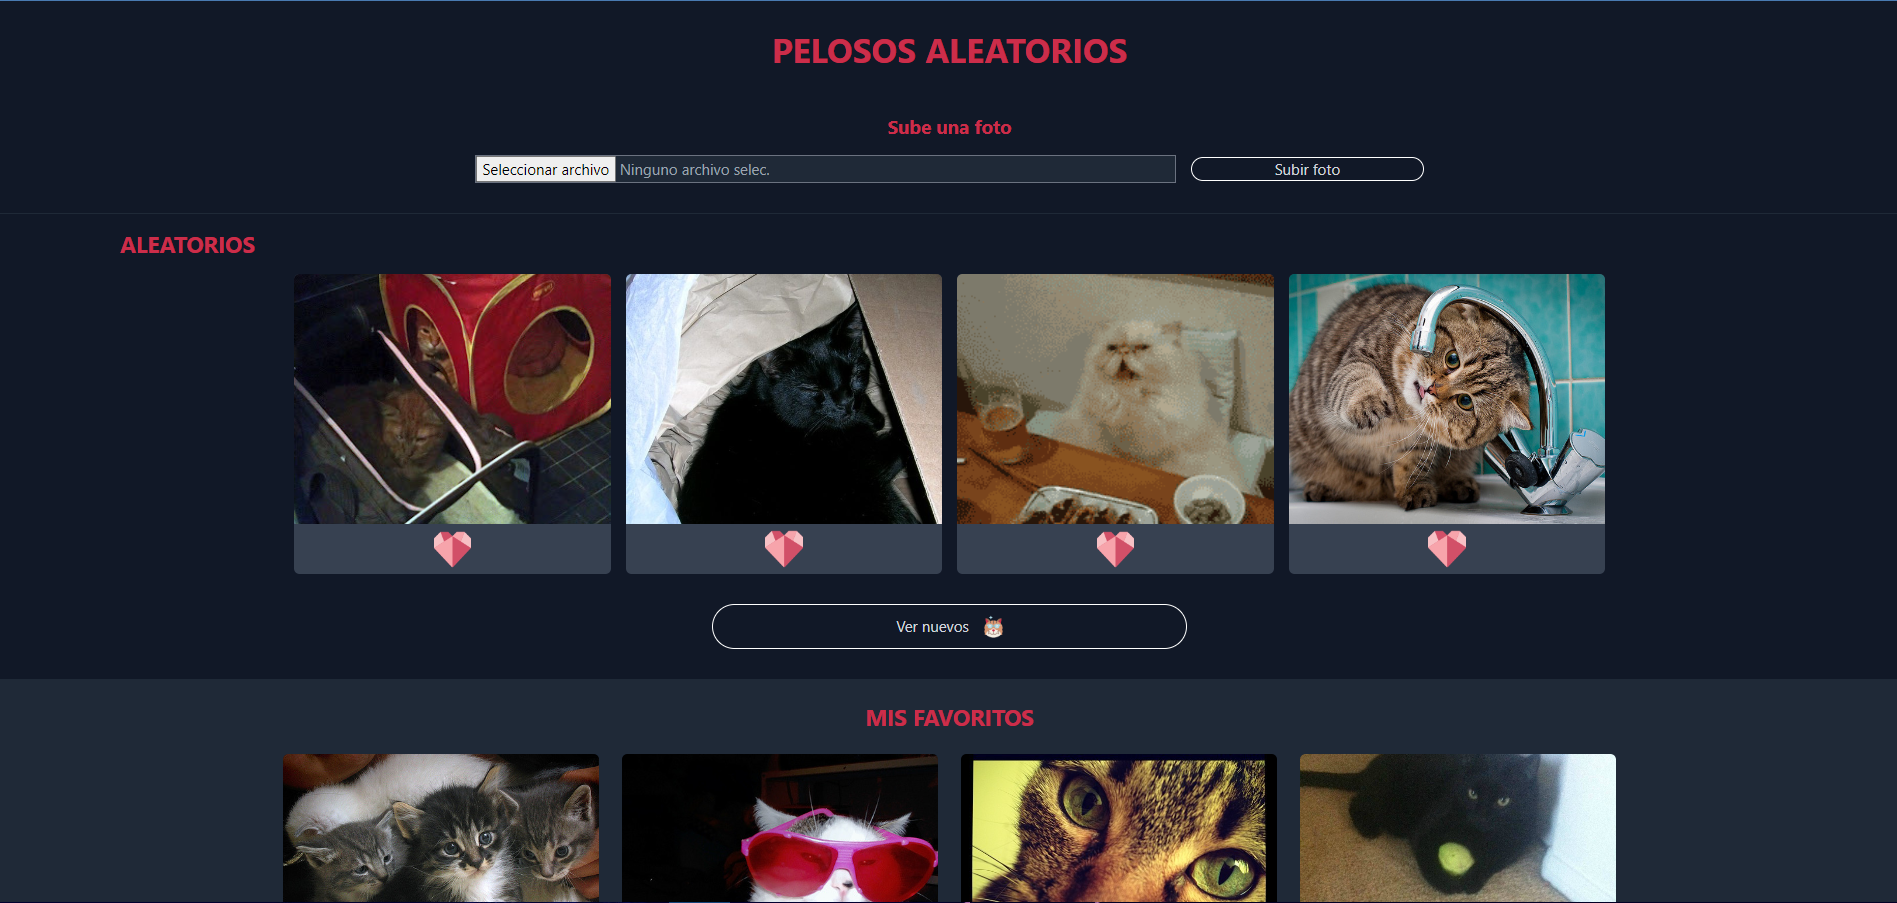 PELOSOS ALEATORIOS
Sube una foto
Seleccionar archivo Ninguno archivo selec. Subir foto
ALEATORIOS
Ver nuevos
MIS FAVORITOS